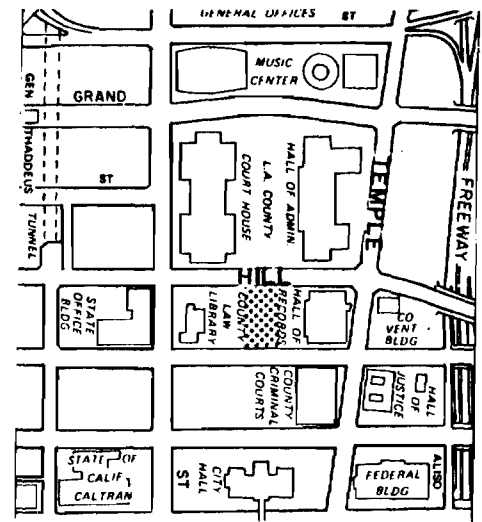 GENERAL OFFICES ST
MUSIC
CENTER
GRAND
GEN
THADDEUS
ST
TUNNEL
COURT HOUSE
L.A. COUNTY
HALL OF ADMIN.
TEMPLE
FREEWAY
STATE
OFFICE
BLDG
COUNTY
LAW
LIBRARY
HALL OF
RECORDS
CO
VENT
BLDG
COUNTY
CRIMINAL
COURTS
HALL
OF
JUSTICE
STATE OF
CALIF
CALTRAN
CITY
HALL
ST
FEDERAL
BLDG
ALISO